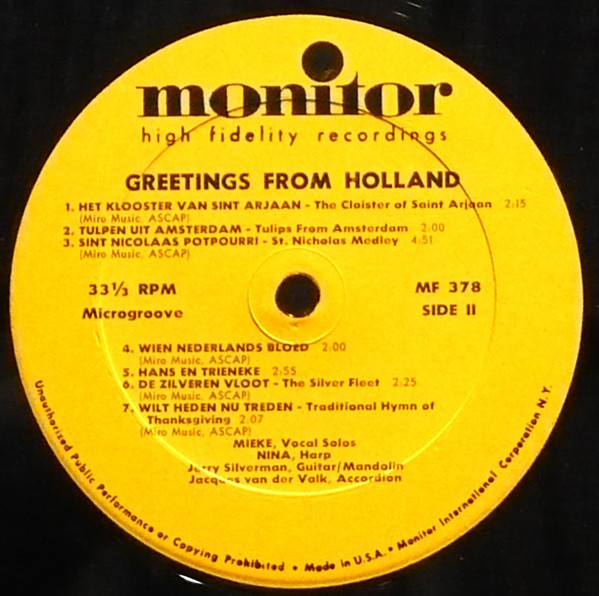 monitor
high fidelity recordings
GREETINGS FROM HOLLAND
1. HET KLOOSTER VAN SINT ARJAAN - The Cloister of Saint Arjaan 2:15
(Miro Music, ASCAP)
2. TULPEN UIT AMSTERDAM - Tulips From Amsterdam 2:00
3. SINT NICOLAAS POTPOURRI - St. Nicholas Medley 4:51
(Miro Music, ASCAP)
33⅓ RPM
Microgroove
MF 378
SIDE II
4. WIEN NEDERLANDS BLOED 2:00
(Miro Music, ASCAP)
5. HANS EN TRIENEKE 2:55
(Miro Music, ASCAP)
6. DE ZILVEREN VLOOT - The Silver Fleet 2:25
(Miro Music, ASCAP)
7. WILT HEDEN NU TREDEN - Traditional Hymn of
Thanksgiving 2:07
(Miro Music, ASCAP)
MIEKE, Vocal Solos
NINA, Harp
Jerry Silverman, Guitar/Mandolin
Jacques van der Valk, Accordion
Unauthorized Public Performance or Copying Prohibited • Made in U.S.A. • Monitor International Corporation N.Y.